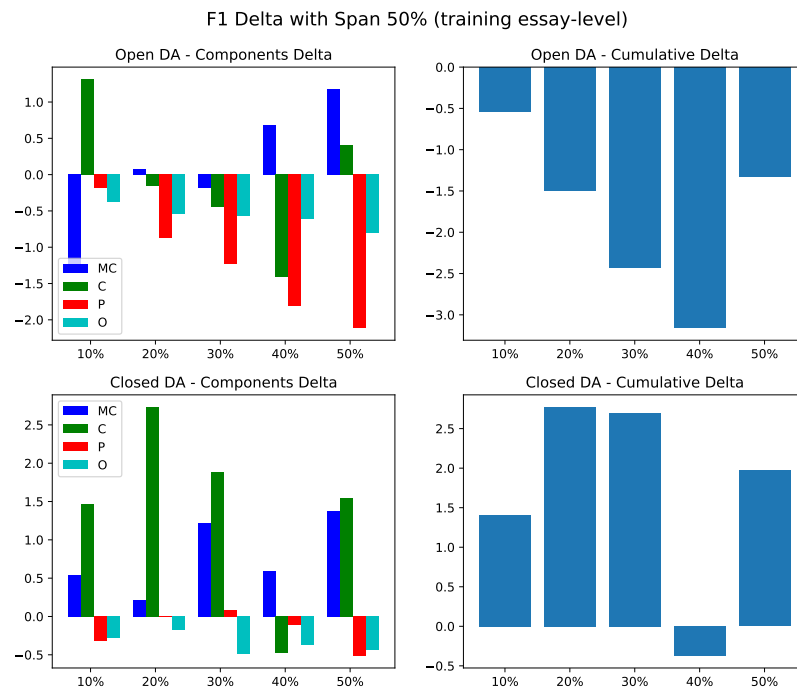 F1 Delta with Span 50% (training essay-level)
Open DA - Components Delta
1.0
0.5
0.0
−0.5
−1.0
−1.5
−2.0
MC
C
P
O
10% 20% 30% 40% 50%
Open DA - Cumulative Delta
0.0
−0.5
−1.0
−1.5
−2.0
−2.5
−3.0
10% 20% 30% 40% 50%
Closed DA - Components Delta
2.5
2.0
1.5
1.0
0.5
0.0
−0.5
MC
C
P
O
10% 20% 30% 40% 50%
Closed DA - Cumulative Delta
2.5
2.0
1.5
1.0
0.5
0.0
−0.5
10% 20% 30% 40% 50%